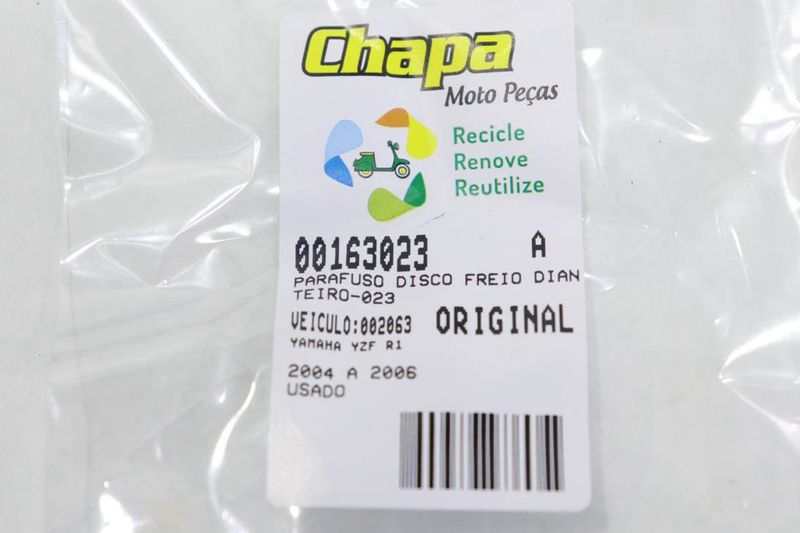 Chapa
Moto Peças
Recicle
Renove
Reutilize
00163023 A
PARAFUSO DISCO FREIO DIAN
TEIRO-023
VEICULO:002063 ORIGINAL
YAMAHA YZF R1
2004 A 2006
USADO